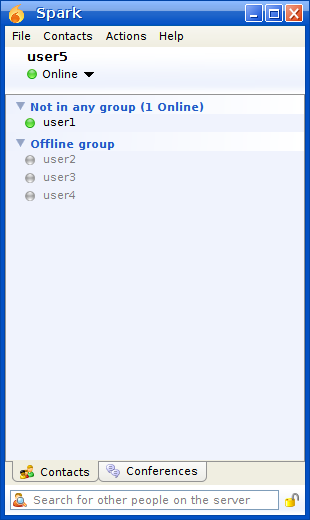 Spark
File Contacts Actions Help
user5
Online
Not in any group (1 Online)
user1
Offline group
user2
user3
user4
Contacts Conferences
Search for other people on the server